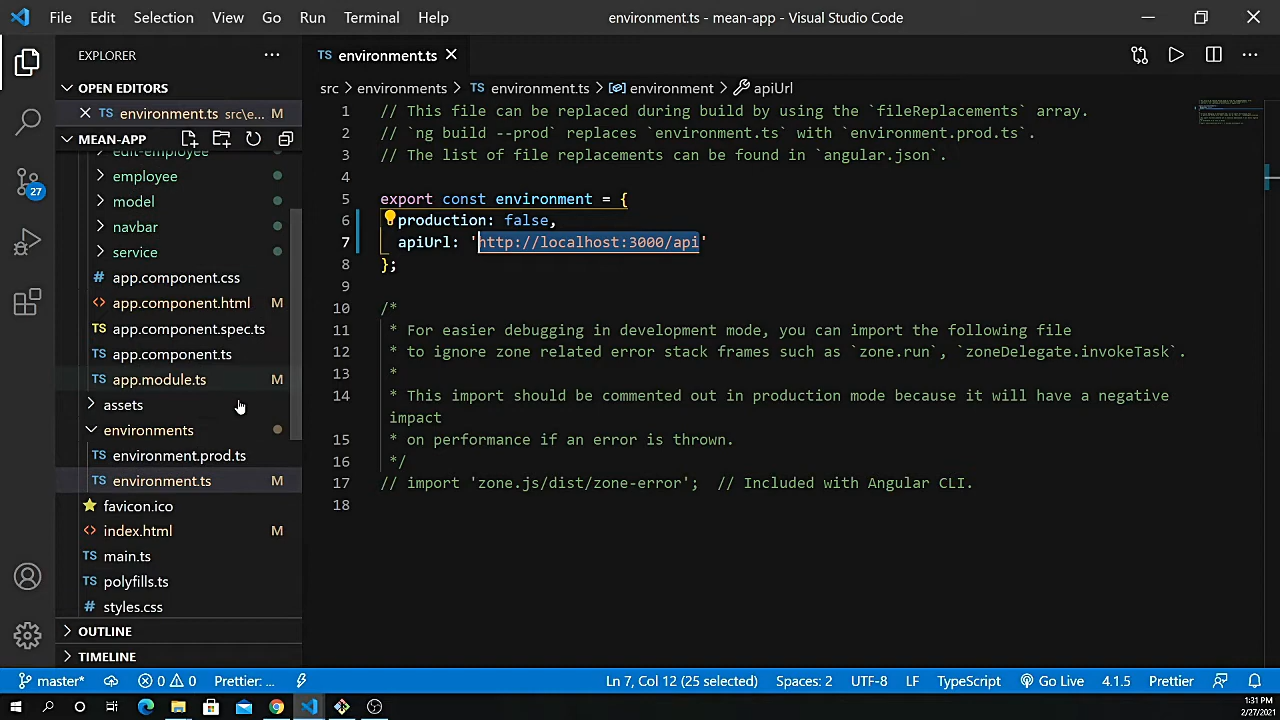 File Edit Selection View Go Run Terminal Help environment.ts - mean-app - Visual Studio Code
EXPLORER
OPEN EDITORS
environment.ts src\e... M
MEAN-APP
edit-employee
employee
model
navbar
service
app.component.css
app.component.html M
app.component.spec.ts
app.component.ts
app.module.ts M
assets
environments
environment.prod.ts
environment.ts M
favicon.ico
index.html M
main.ts
polyfills.ts
styles.css
OUTLINE
TIMELINE
27
TS environment.ts
src > environments > TS environment.ts > environment > apiUrl
1 // This file can be replaced during build by using the `fileReplacements` array.
2 // `ng build --prod` replaces `environment.ts` with `environment.prod.ts`.
3 // The list of file replacements can be found in `angular.json`.
4
5 export const environment = {
6 production: false,
7 apiUrl: 'http://localhost:3000/api'
8 };
9
10 /*
11 * For easier debugging in development mode, you can import the following file
12 * to ignore zone related error stack frames such as `zone.run`, `zoneDelegate.invokeTask`.
13 *
14 * This import should be commented out in production mode because it will have a negative
impact
15 * on performance if an error is thrown.
16 */
17 // import 'zone.js/dist/zone-error'; // Included with Angular CLI.
18
master* 0 0 Prettier: ... Ln 7, Col 12 (25 selected) Spaces: 2 UTF-8 LF TypeScript Go Live 4.1.5 Prettier
1:31 PM
2/27/2021